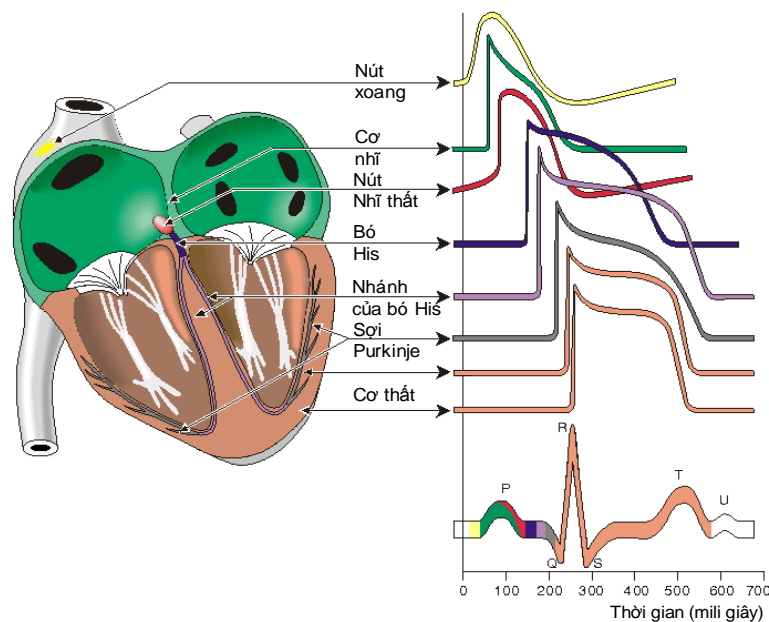 Nút
xoang
Cơ
nhĩ
Nút
Nhĩ thất
Bó
His
Nhánh
của bó His
Sợi
Purkinje
Cơ thất
R
P
T
U
Q
S
0 100 200 300 400 500 600 700
Thời gian (mili giây)